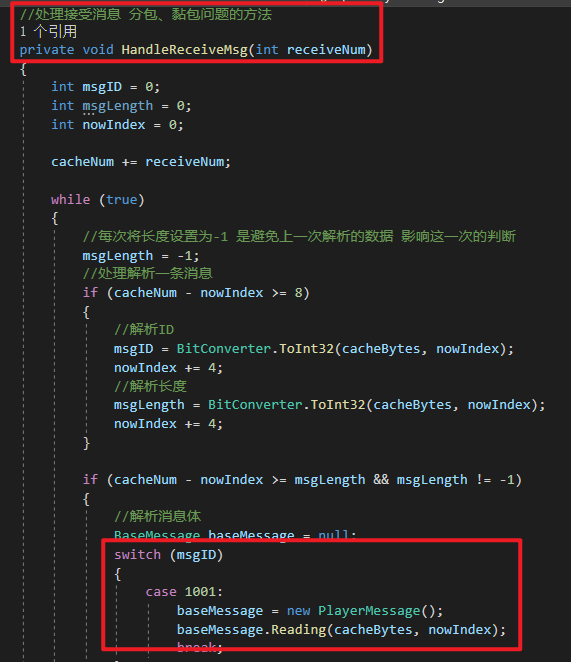 //处理接受消息 分包、黏包问题的方法
1 个引用
private void HandleReceiveMsg(int receiveNum)
{
int msgID = 0;
int msgLength = 0;
int nowIndex = 0;
cacheNum += receiveNum;
while (true)
{
//每次将长度设置为-1 是避免上一次解析的数据 影响这一次的判断
msgLength = -1;
//处理解析一条消息
if (cacheNum - nowIndex >= 8)
{
//解析ID
msgID = BitConverter.ToInt32(cacheBytes, nowIndex);
nowIndex += 4;
//解析长度
msgLength = BitConverter.ToInt32(cacheBytes, nowIndex);
nowIndex += 4;
}
if (cacheNum - nowIndex >= msgLength && msgLength != -1)
{
//解析消息体
BaseMessage baseMessage = null;
switch (msgID)
{
case 1001:
baseMessage = new PlayerMessage();
baseMessage.Reading(cacheBytes, nowIndex);
break;